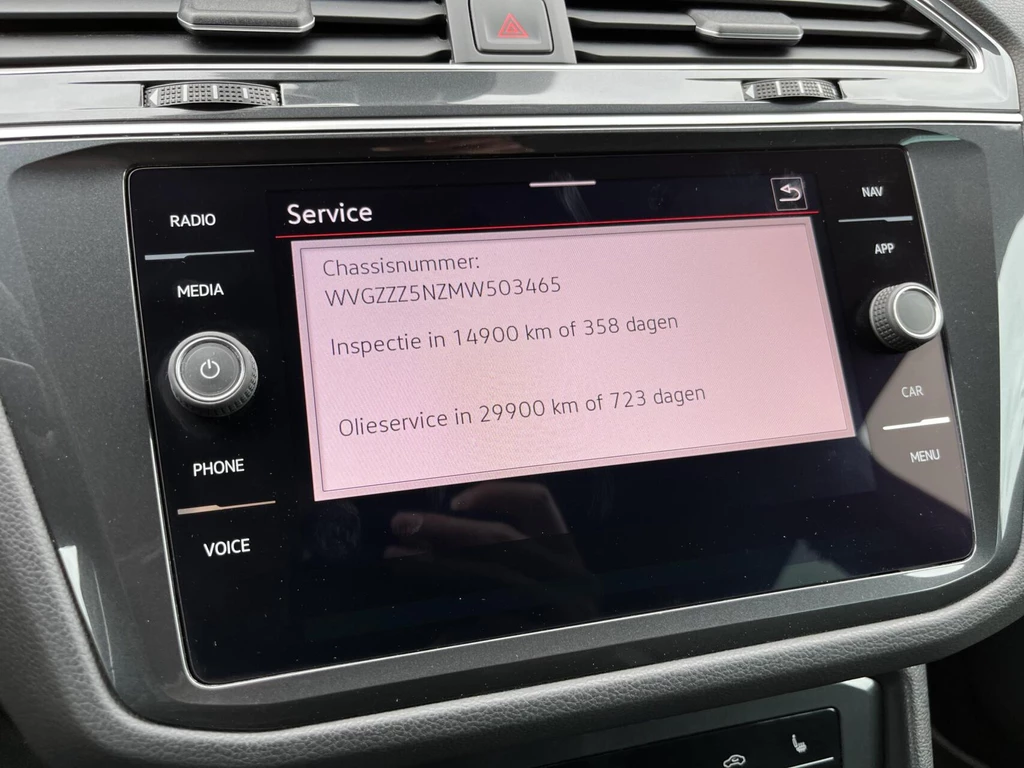 RADIO
MEDIA
PHONE
VOICE
Service
Chassisnummer:
WVGZZZ5NZMW503465
Inspectie in 14900 km of 358 dagen
Olieservice in 29900 km of 723 dagen
NAV
APP
CAR
MENU